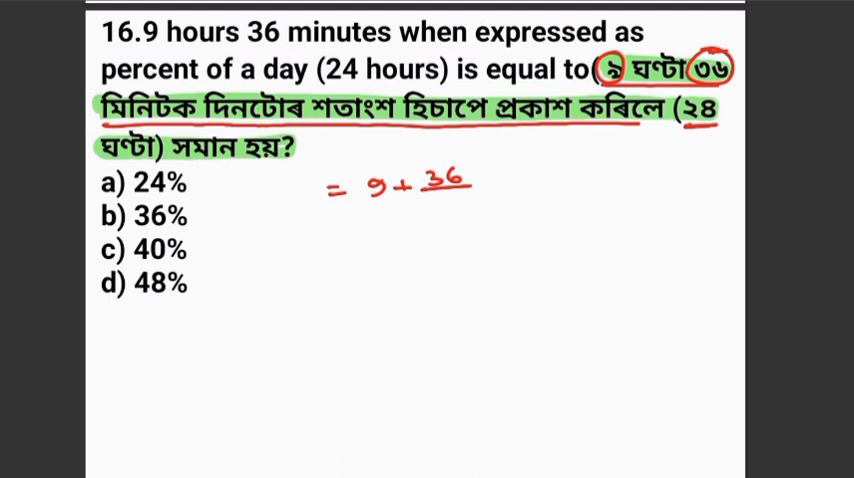 16.9 hours 36 minutes when expressed as
percent of a day (24 hours) is equal to(৯ ঘণ্টা ৩৬
মিনিটক দিনটোৰ শতাংশ হিচাপে প্ৰকাশ কৰিলে (২৪
ঘণ্টা) সমান হয়?
a) 24%
= 9 + 36
b) 36%
c) 40%
d) 48%